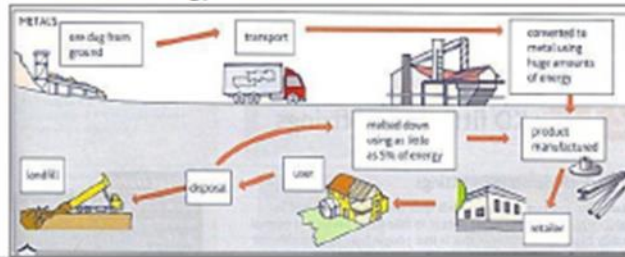 METALS
ore dug from
ground
transport
converted to
metal using
huge amounts
of energy
melted down
using as little
as 5% of energy
product
manufactured
landfill
disposal
user
retailer